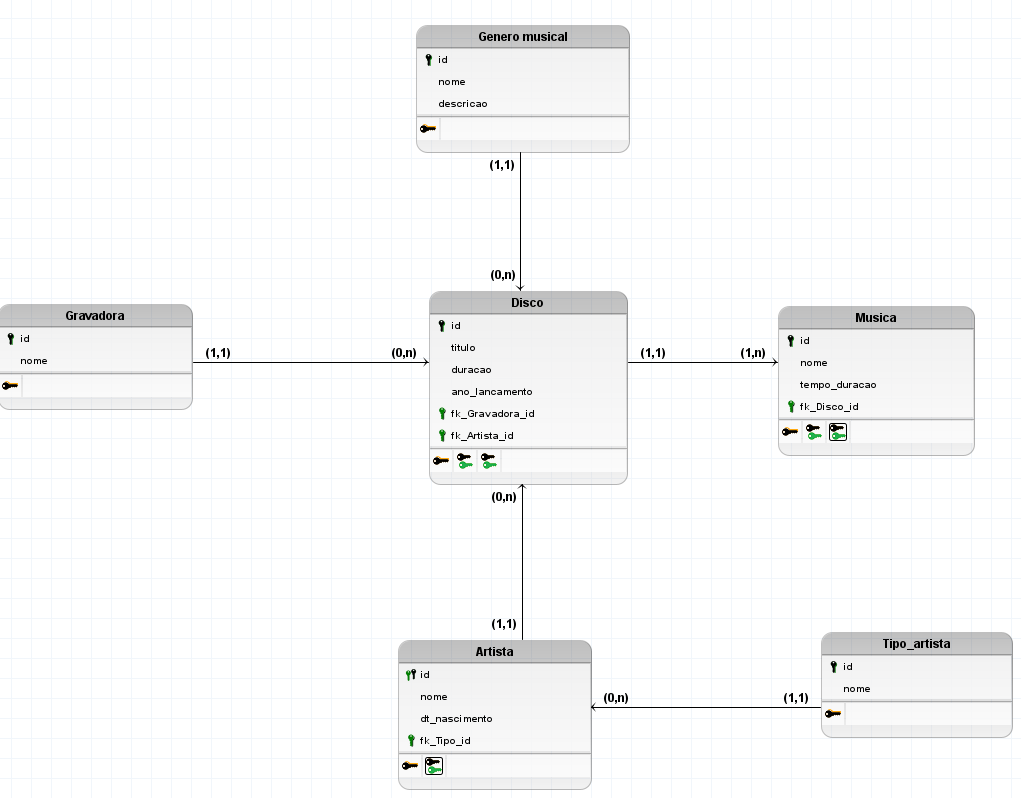 Genero musical
id
nome
descricao
(1,1)
(0,n)
Gravadora
id
nome
(1,1)
(0,n)
Disco
id
titulo
duracao
ano_lancamento
fk_Gravadora_id
fk_Artista_id
(1,1)
(1,n)
Musica
id
nome
tempo_duracao
fk_Disco_id
(0,n)
(1,1)
Artista
id
nome
dt_nascimento
fk_Tipo_id
(0,n)
(1,1)
Tipo_artista
id
nome